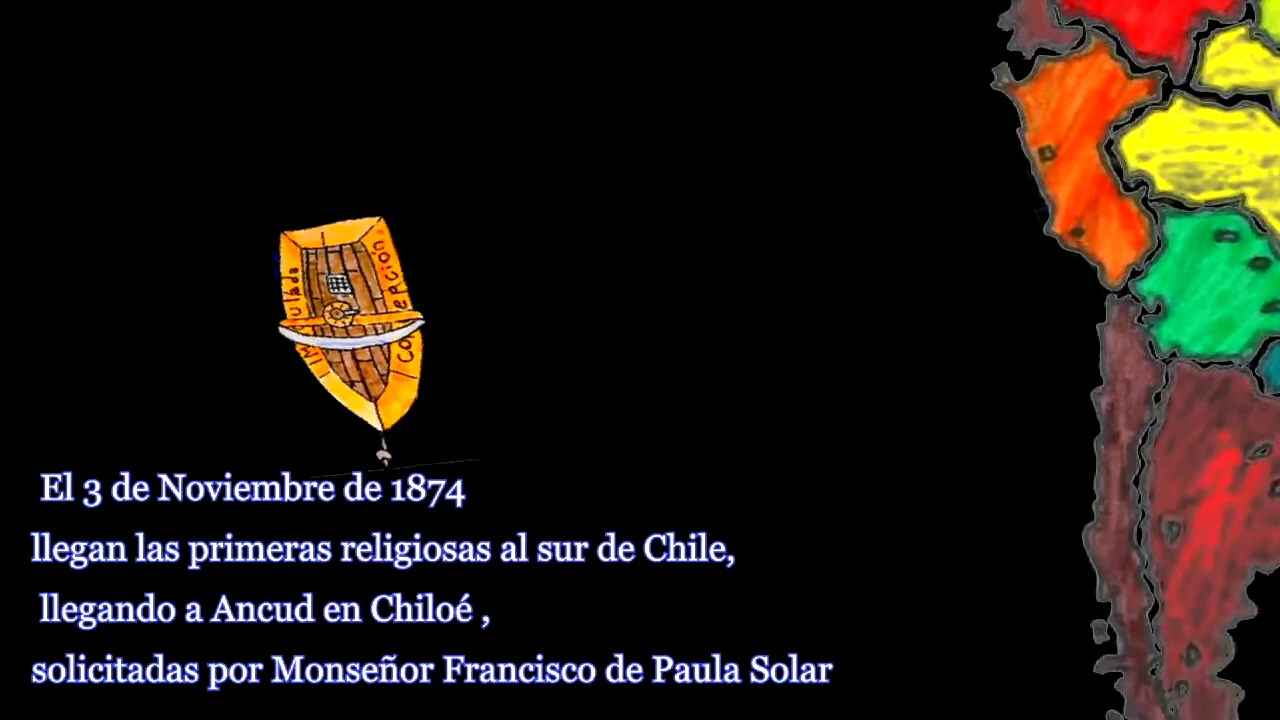 El 3 de Noviembre de 1874
llegan las primeras religiosas al sur de Chile,
llegando a Ancud en Chiloé ,
solicitadas por Monseñor Francisco de Paula Solar